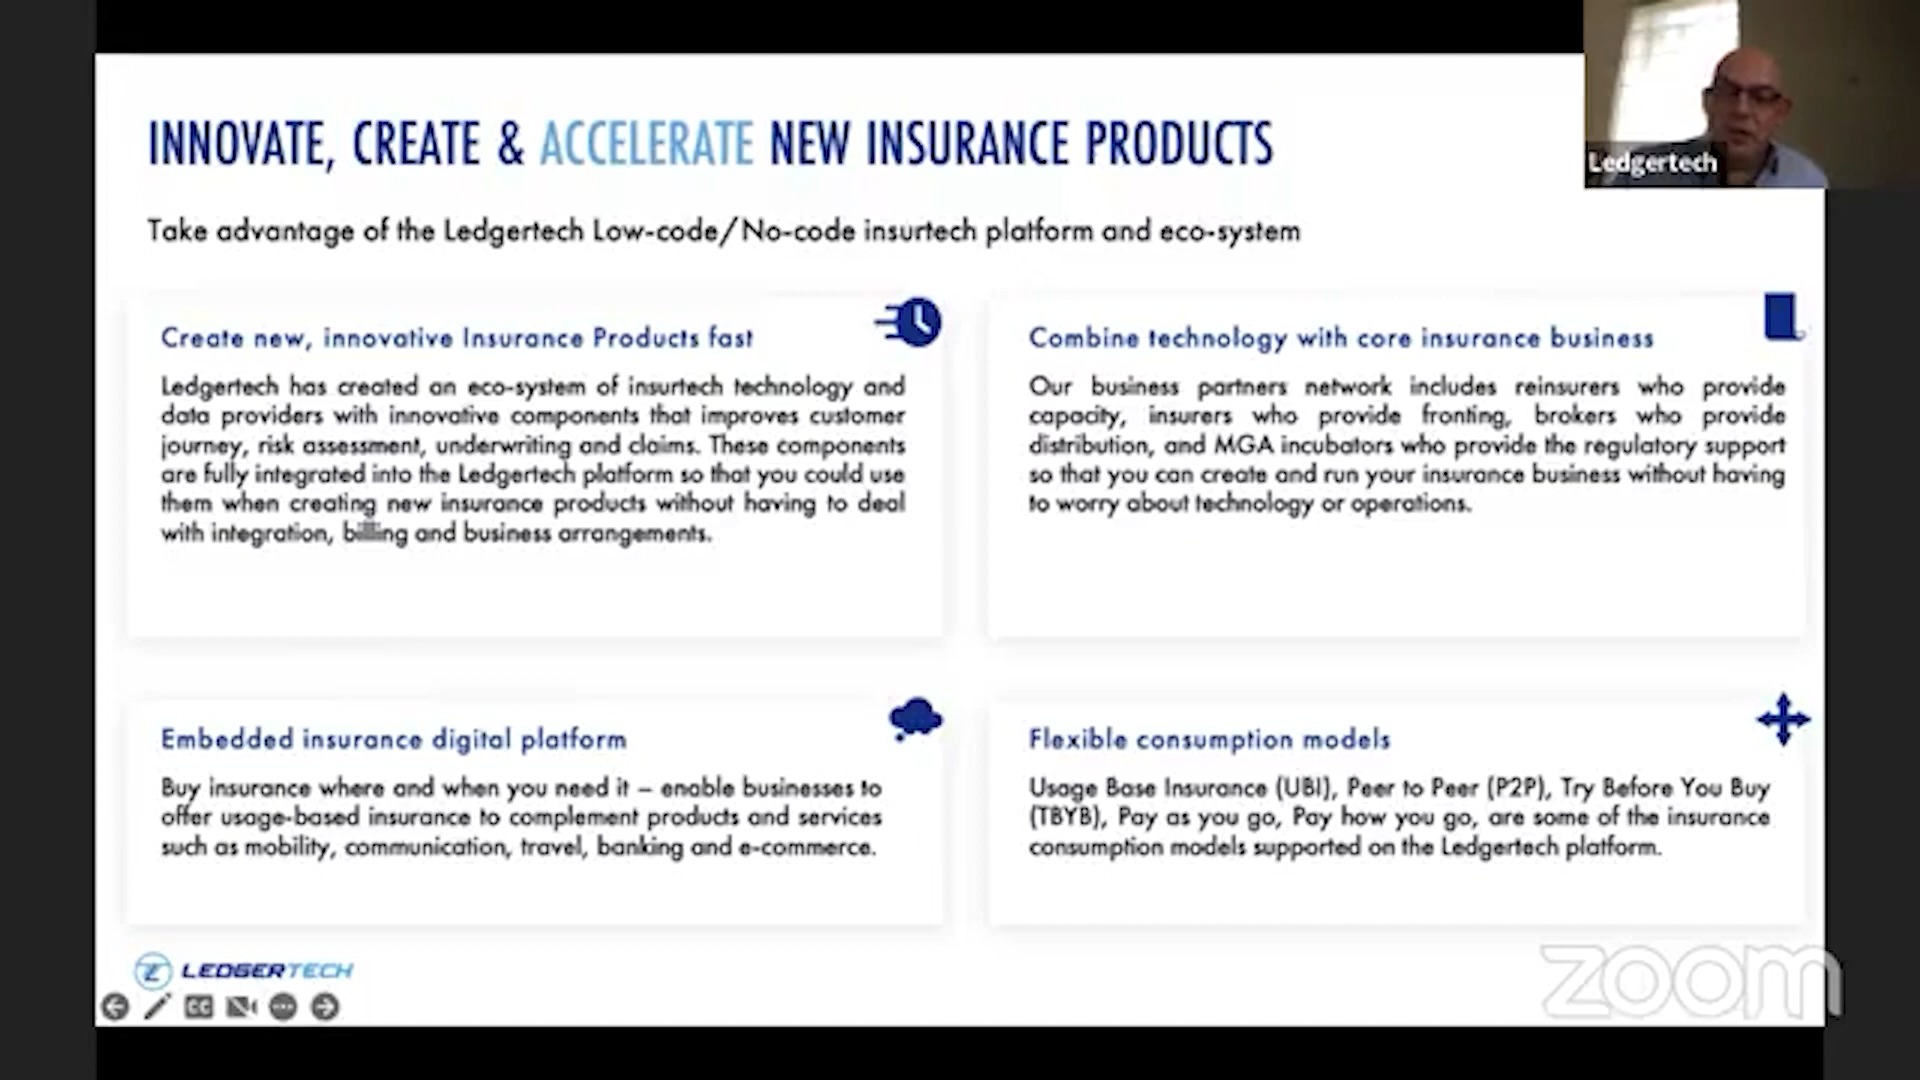 INNOVATE, CREATE & ACCELERATE NEW INSURANCE PRODUCTS
Ledgertech
Take advantage of the Ledgertech Low-code/No-code insurtech platform and eco-system
Create new, innovative Insurance Products fast
Ledgertech has created an eco-system of insurtech technology and
data providers with innovative components that improves customer
journey, risk assessment, underwriting and claims. These components
are fully integrated into the Ledgertech platform so that you could use
them when creating new insurance products without having to deal
with integration, billing and business arrangements.
Combine technology with core insurance business
Our business partners network includes reinsurers who provide
capacity, insurers who provide fronting, brokers who provide
distribution, and MGA incubators who provide the regulatory support
so that you can create and run your insurance business without having
to worry about technology or operations.
Embedded insurance digital platform
Buy insurance where and when you need it – enable businesses to
offer usage-based insurance to complement products and services
such as mobility, communication, travel, banking and e-commerce.
Flexible consumption models
Usage Base Insurance (UBI), Peer to Peer (P2P), Try Before You Buy
(TBYB), Pay as you go, Pay how you go, are some of the insurance
consumption models supported on the Ledgertech platform.
LEDGERTECH
CC
zoom